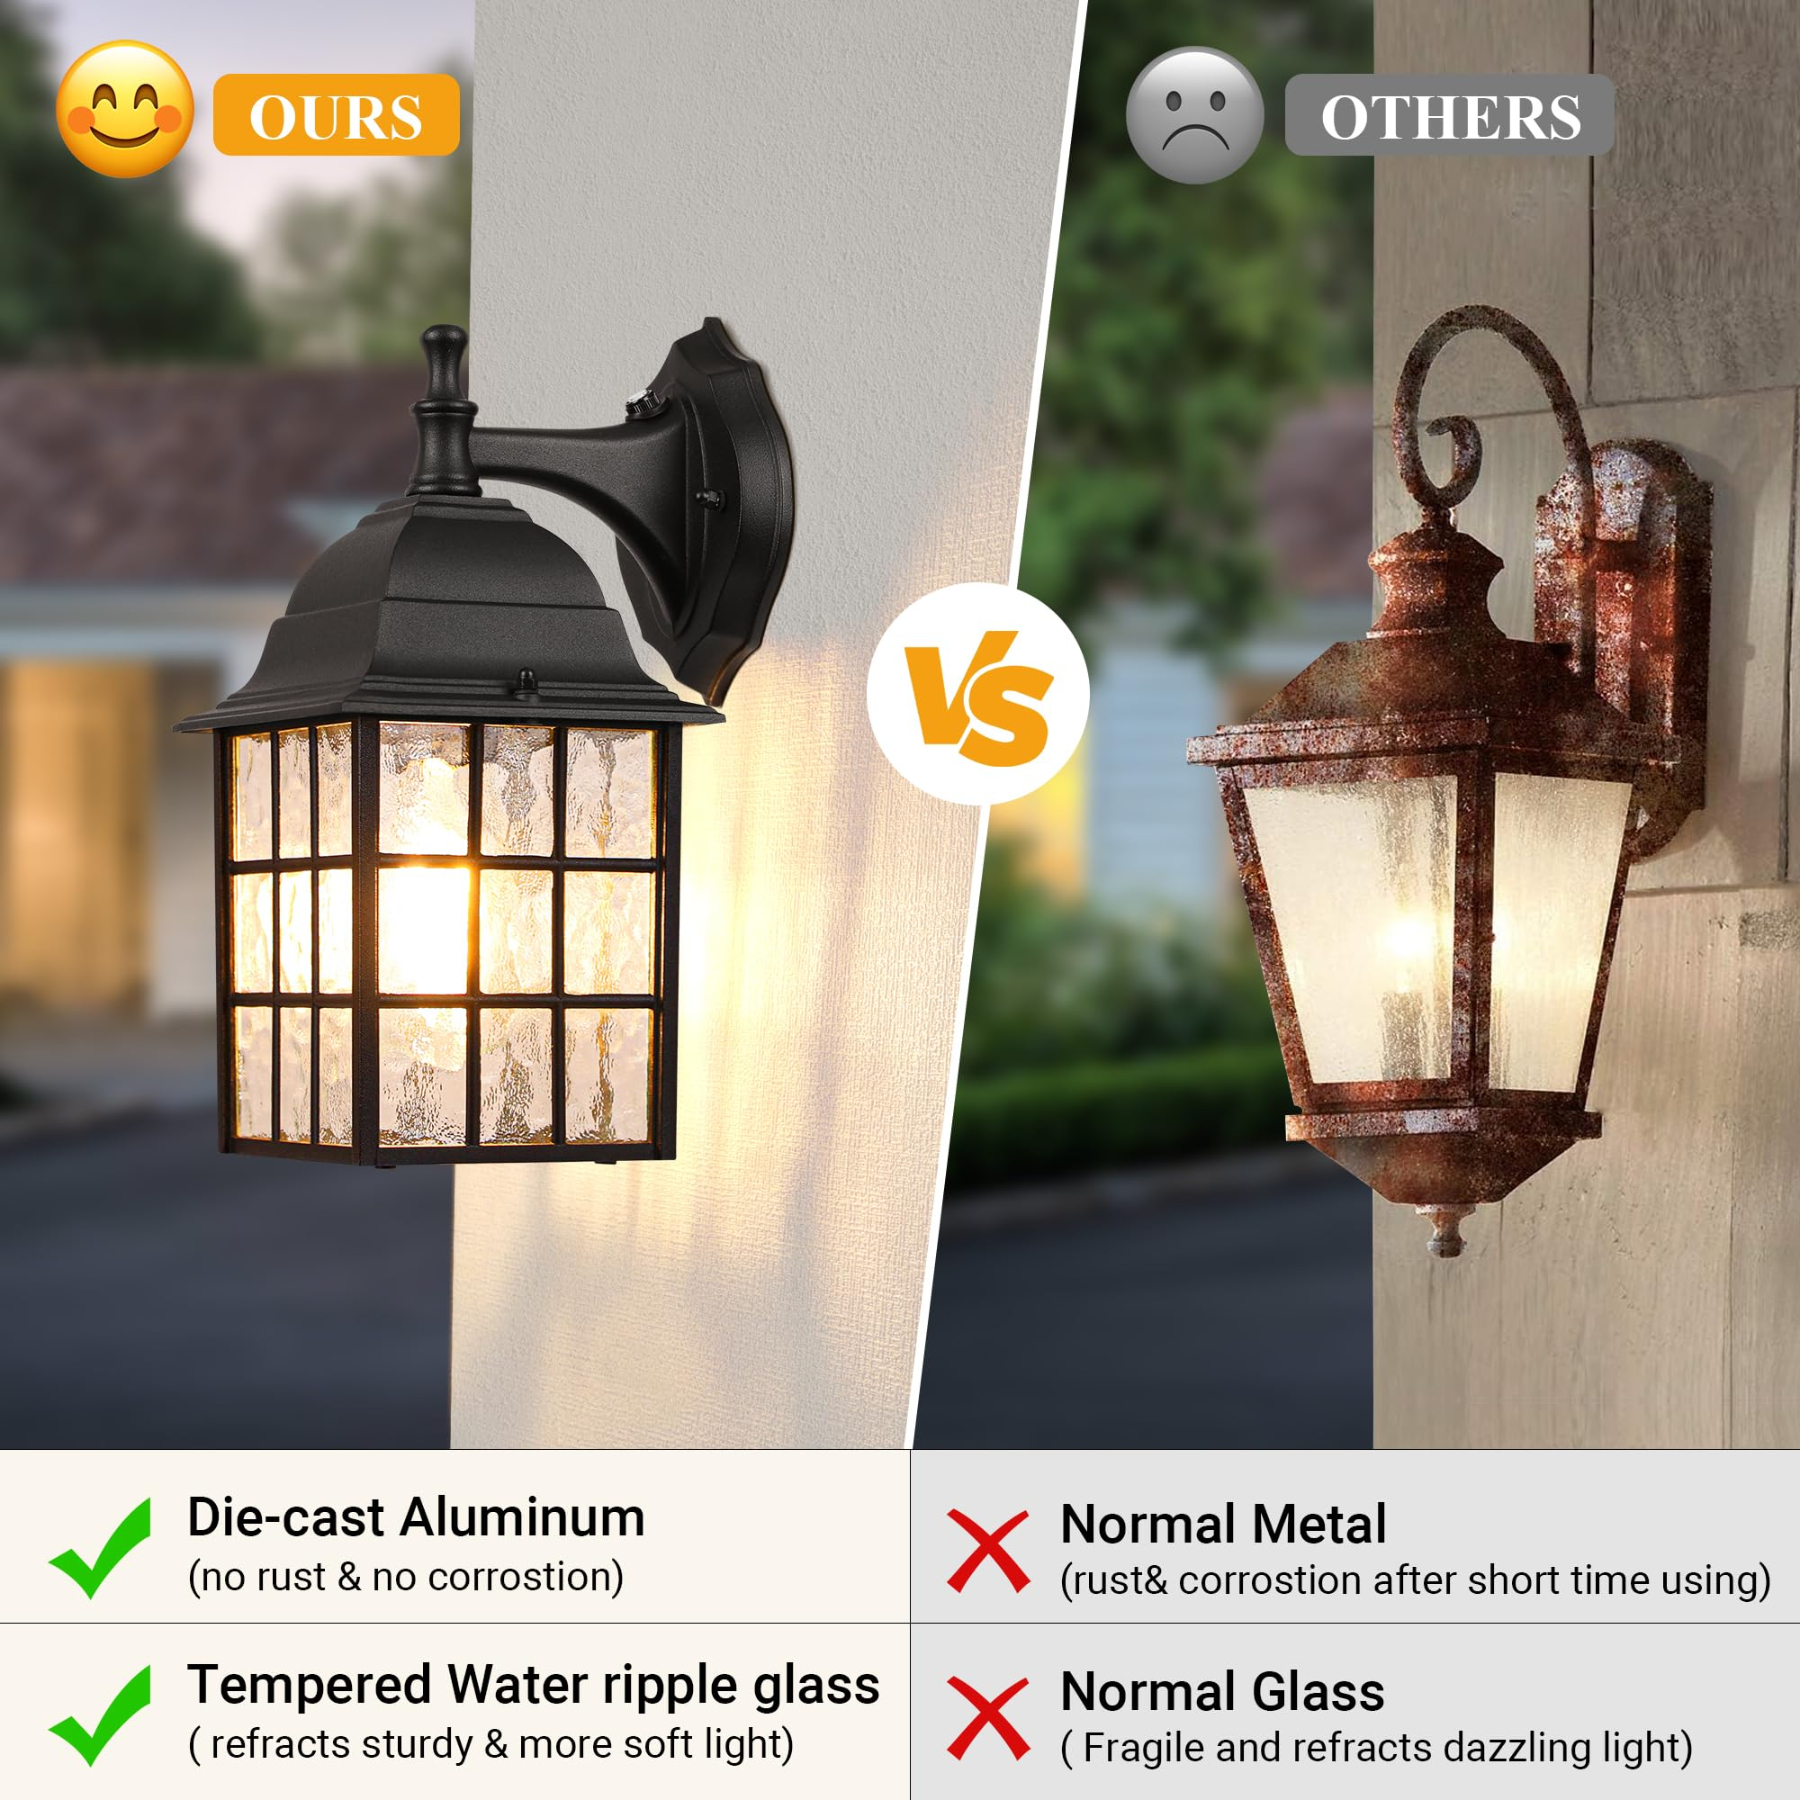 OURS
OTHERS
VS
Die-cast Aluminum
(no rust & no corrostion)
Normal Metal
(rust& corrostion after short time using)
Tempered Water ripple glass
( refracts sturdy & more soft light)
Normal Glass
( Fragile and refracts dazzling light)